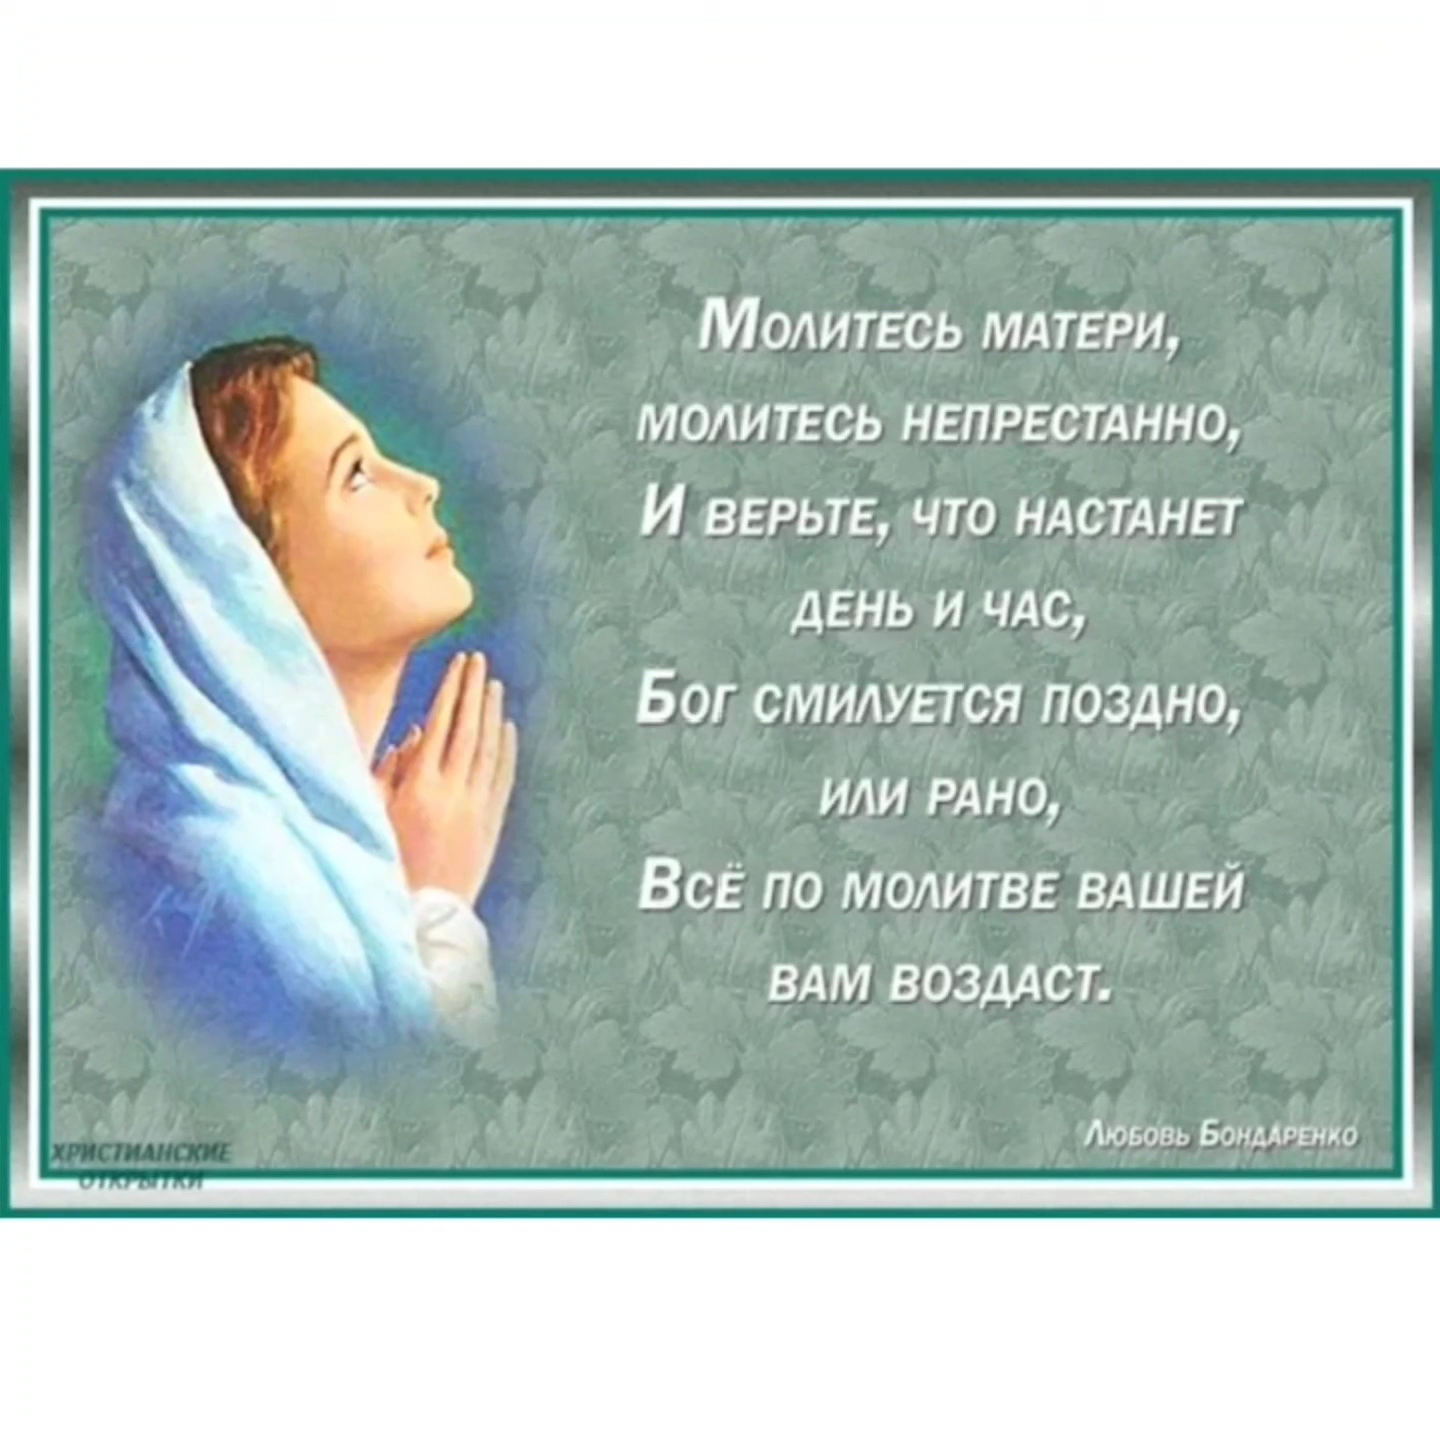 Молитесь матери,
молитесь непрестанно,
И верьте, что настанет
день и час,
Бог смилуется поздно,
или рано,
Всё по молитве вашей
вам воздаст.
Любовь Бондаренко
ХРИСТИАНСКИЕ
ОТКРЫТКИ